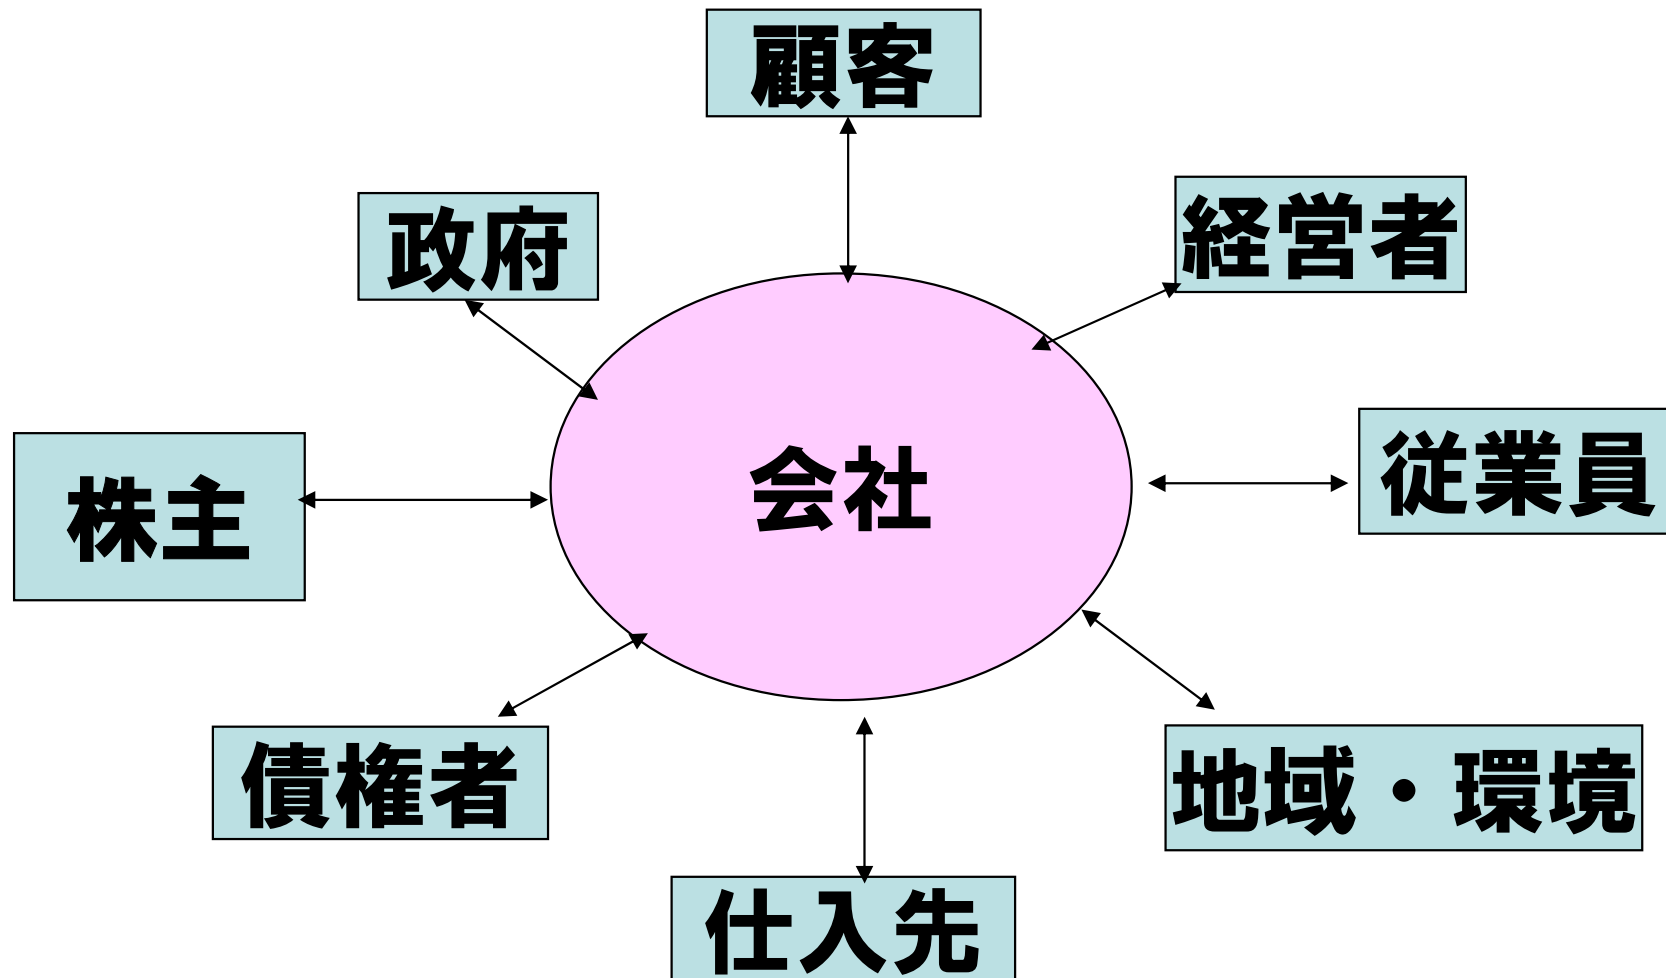 顧客
経営者
政府
従業員
会社
株主
債権者
地域・環境
仕入先